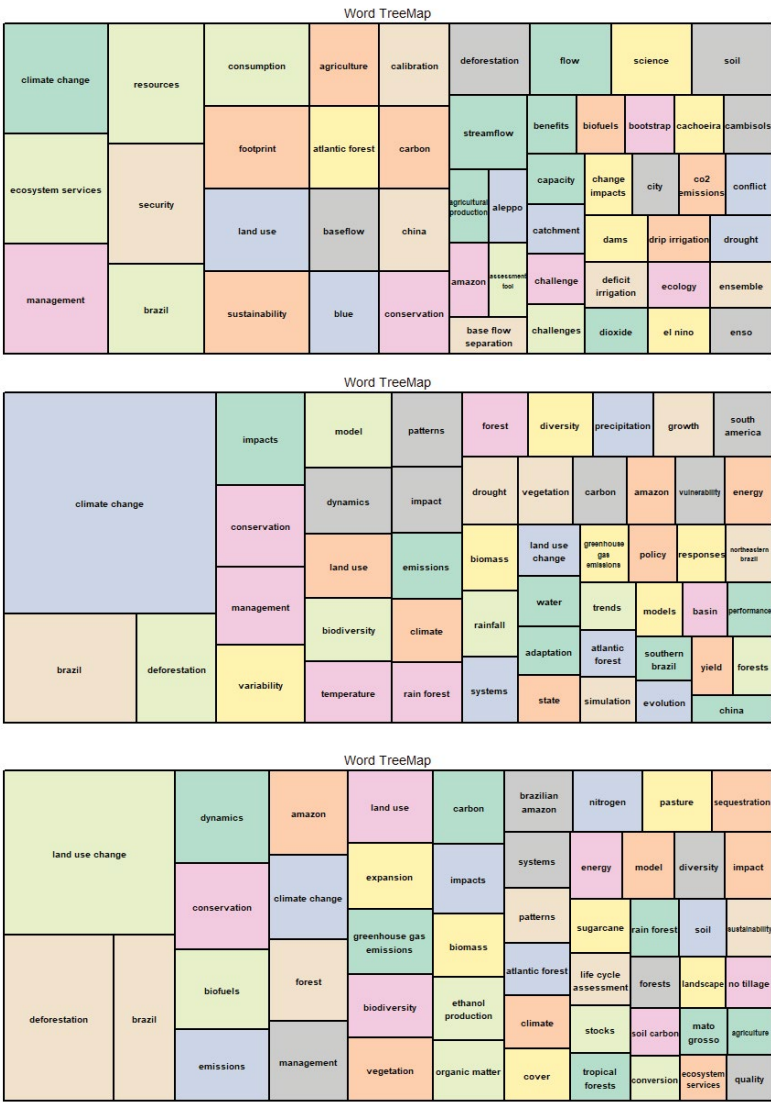 Word TreeMap
climate change
ecosystem services
management
resources
security
brazil
consumption
footprint
land use
sustainability
agriculture
atlantic forest
baseflow
blue
calibration
carbon
china
conservation
deforestation
flow
science
soil
streamflow
agricultural
production
aleppo
amazon
assessment
tool
base flow
separation
benefits
biofuels
bootstrap
cachoeira
cambisols
capacity
catchment
challenge
challenges
change
impacts
city
co2
emissions
conflict
dams
drip irrigation
drought
deficit
irrigation
ecology
ensemble
dioxide
el nino
enso
Word TreeMap
climate change
brazil
deforestation
impacts
conservation
management
variability
model
dynamics
land use
biodiversity
temperature
patterns
impact
emissions
climate
rain forest
forest
diversity
precipitation
growth
south
america
drought
vegetation
carbon
amazon
vulnerability
energy
biomass
rainfall
systems
land use
change
water
adaptation
state
greenhouse
gas
emissions
policy
responses
northeastern
brazil
trends
models
basin
performance
atlantic
forest
southern
brazil
yield
forests
simulation
evolution
china
Word TreeMap
land use change
deforestation
brazil
dynamics
conservation
biofuels
emissions
amazon
climate change
forest
management
land use
expansion
greenhouse gas
emissions
biodiversity
vegetation
carbon
impacts
biomass
ethanol
production
organic matter
brazilian
amazon
systems
patterns
atlantic forest
climate
cover
nitrogen
pasture
sequestration
energy
model
diversity
impact
sugarcane
rain forest
soil
sustainability
life cycle
assessment
forests
landscape
no tillage
stocks
soil carbon
mato
grosso
agriculture
tropical
forests
conversion
ecosystem
services
quality